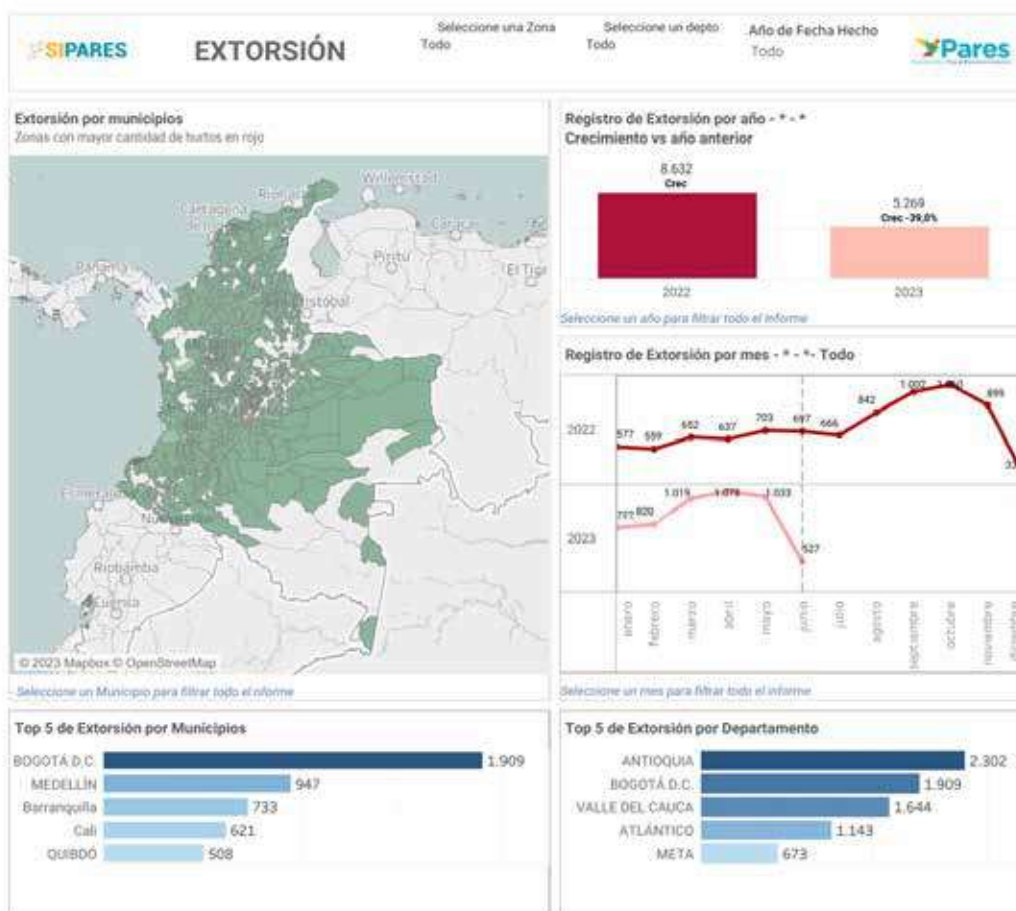 SIPARES
EXTORSIÓN
Seleccione una Zona
Todo
Seleccione un depto
Todo
Año de Fecha Hecho
Todo
Pares
Extorsión por municipios
Zonas con mayor cantidad de hurtos en rojo
Willemstad
Cartagena
Caracas
Panamá
Piritu
El Tigr
Esmeraldas
Riobamba
Cuenca
© 2023 Mapbox © OpenStreetMap
Seleccione un Municipio para filtrar todo el informe
Registro de Extorsión por año - * - *
Crecimiento vs año anterior
8.632
Crec
5.269
Crec -39,0%
2022
2023
Seleccione un año para filtrar todo el informe
Registro de Extorsión por mes - * - *- Todo
2022
577
559
652
637
703
697
666
842
1.007
899
2023
797
820
1.019
1.033
527
enero
febrero
marzo
abril
mayo
junio
julio
agosto
septiembre
octubre
noviembre
Seleccione un mes para filtrar todo el informe
Top 5 de Extorsión por Municipios
BOGOTÁ D.C. 1.909
MEDELLÍN 947
Barranquilla 733
Cali 621
QUIBDÓ 508
Top 5 de Extorsión por Departamento
ANTIOQUIA 2.302
BOGOTÁ D.C. 1.909
VALLE DEL CAUCA 1.644
ATLÁNTICO 1.143
META 673